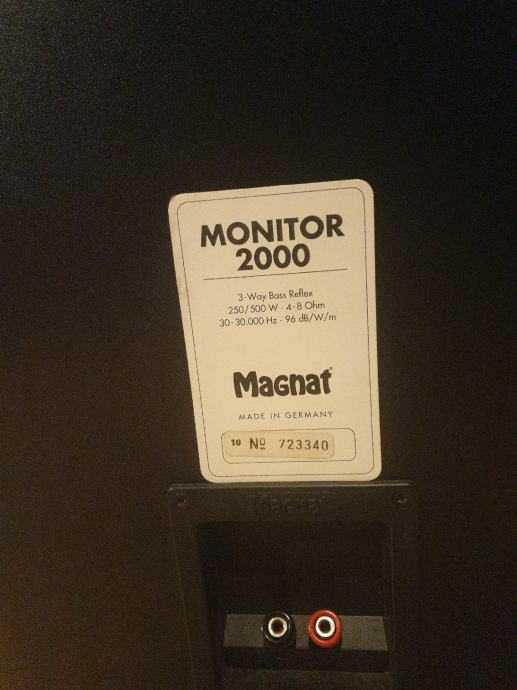 MONITOR
2000
3-Way Bass Reflex
250/500 W · 4-8 Ohm
30-30.000 Hz · 96 dB/W/m
Magnat
MADE IN GERMANY
10 Nº 723340
Magnat